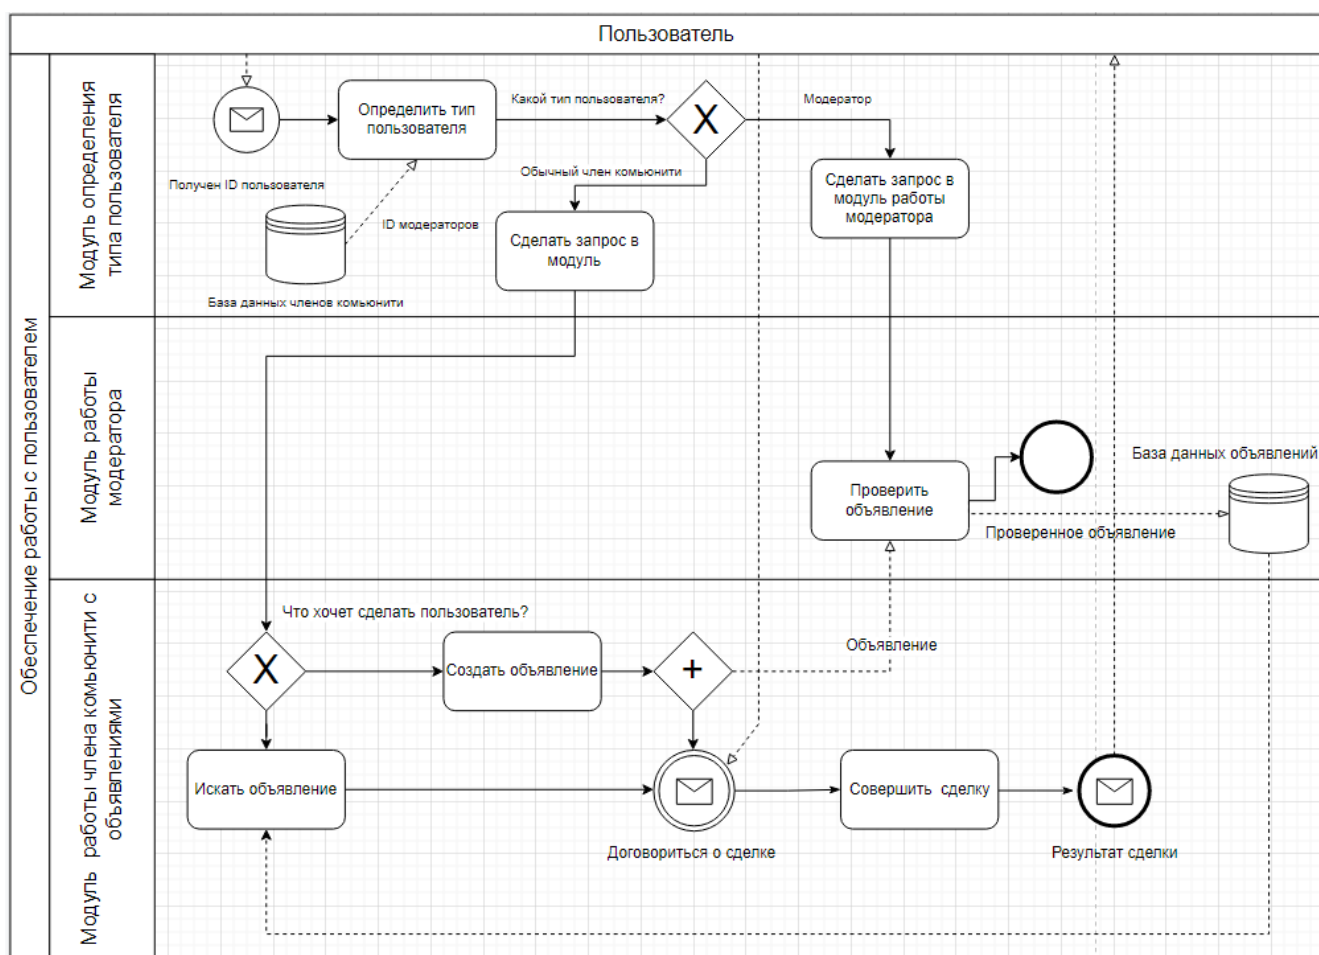 Пользователь
Обеспечение работы с пользователем
Модуль определения
типа пользователя
Получен ID пользователя
Определить тип
пользователя
Какой тип пользователя?
Модератор
Обычный член комьюнити
ID модераторов
База данных членов комьюнити
Сделать запрос в
модуль
Сделать запрос в
модуль работы
модератора
Модуль работы
модератора
Проверить
объявление
База данных объявлений
Проверенное объявление
Модуль работы члена комьюнити с
объявлениями
Что хочет сделать пользователь?
Создать объявление
Объявление
Искать объявление
Договориться о сделке
Совершить сделку
Результат сделки